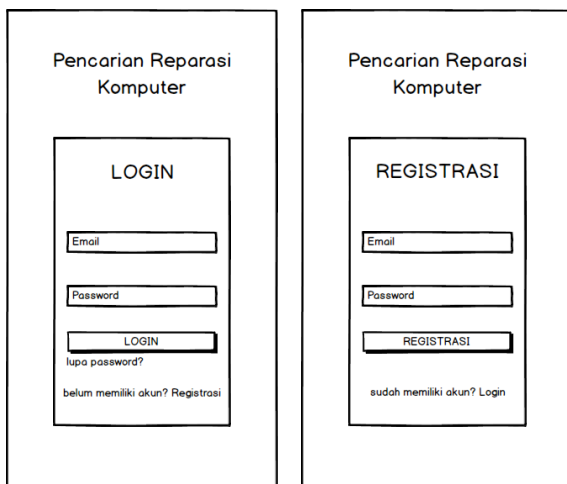 Pencarian Reparasi
Komputer
LOGIN
Email
Password
LOGIN
lupa password?
belum memiliki akun? Registrasi
Pencarian Reparasi
Komputer
REGISTRASI
Email
Password
REGISTRASI
sudah memiliki akun? Login